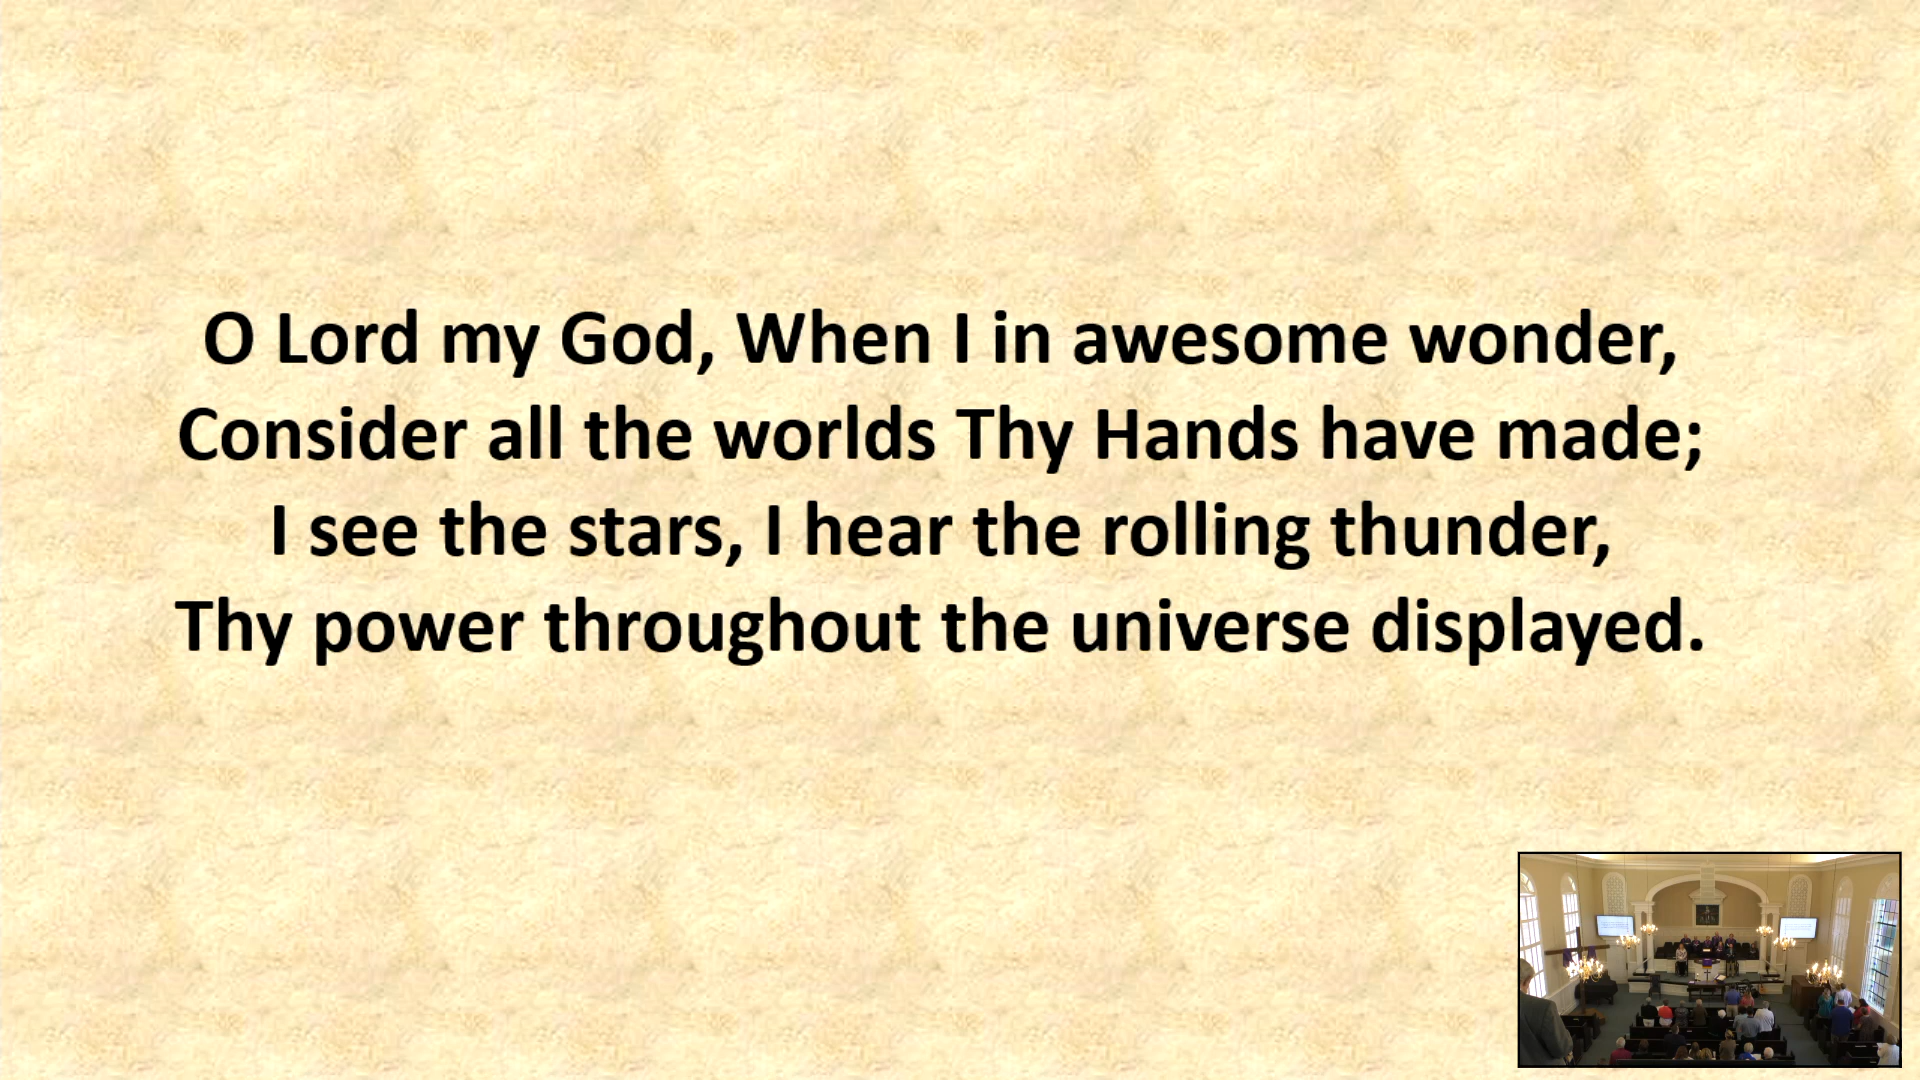 O Lord my God, When I in awesome wonder,
Consider all the worlds Thy Hands have made;
I see the stars, I hear the rolling thunder,
Thy power throughout the universe displayed.